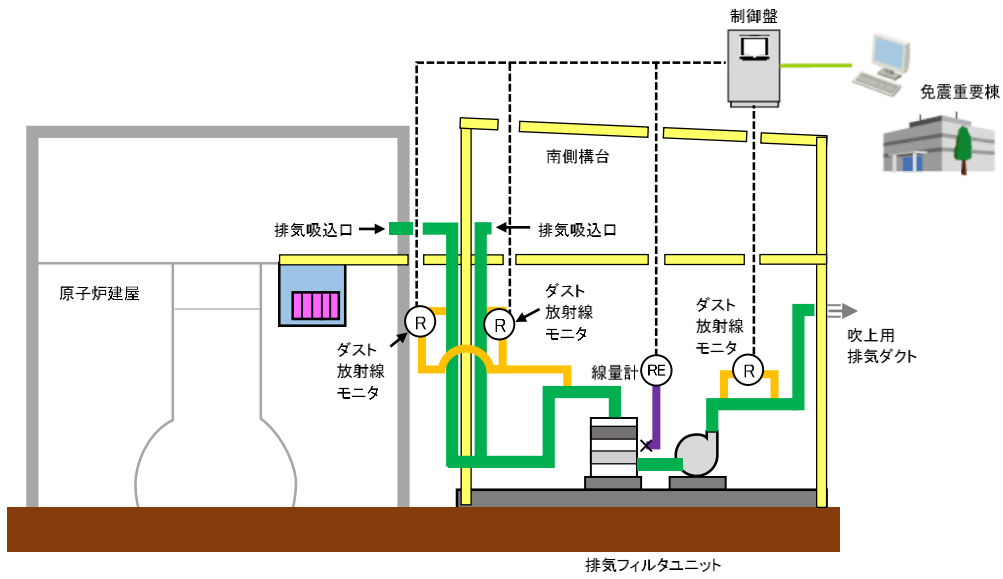 制御盤
免震重要棟
南側構台
排気吸込口
排気吸込口
原子炉建屋
R
ダスト
放射線
モニタ
R
ダスト
放射線
モニタ
線量計
RE
ダスト
放射線
モニタ
R
吹上用
排気ダクト
排気フィルタユニット